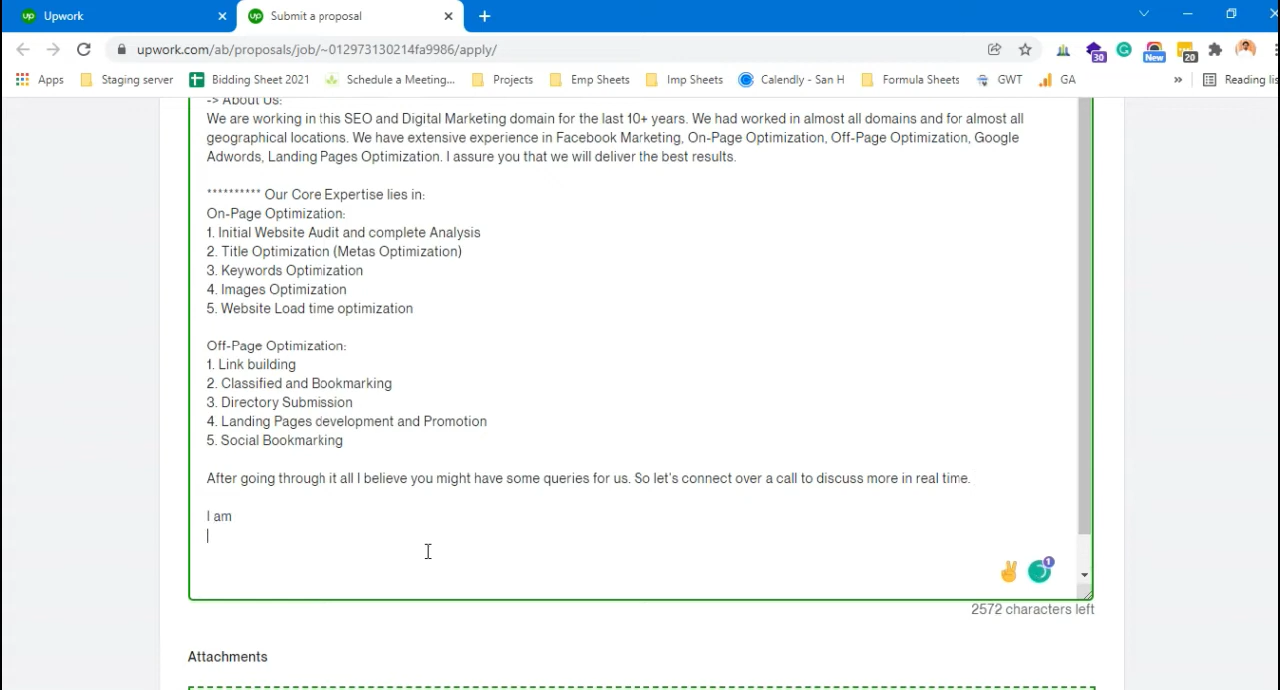 Upwork
Submit a proposal
upwork.com/ab/proposals/job/~012973130214fa9986/apply/
30
New
20
Apps
Staging server
Bidding Sheet 2021
Schedule a Meeting...
Projects
Emp Sheets
Imp Sheets
Calendly - San H
Formula Sheets
GWT
GA
»
Reading lis
-> About Us:
We are working in this SEO and Digital Marketing domain for the last 10+ years. We had worked in almost all domains and for almost all
geographical locations. We have extensive experience in Facebook Marketing, On-Page Optimization, Off-Page Optimization, Google
Adwords, Landing Pages Optimization. I assure you that we will deliver the best results.
********** Our Core Expertise lies in:
On-Page Optimization:
1. Initial Website Audit and complete Analysis
2. Title Optimization (Metas Optimization)
3. Keywords Optimization
4. Images Optimization
5. Website Load time optimization
Off-Page Optimization:
1. Link building
2. Classified and Bookmarking
3. Directory Submission
4. Landing Pages development and Promotion
5. Social Bookmarking
After going through it all I believe you might have some queries for us. So let's connect over a call to discuss more in real time.
I am
1
2572 characters left
Attachments